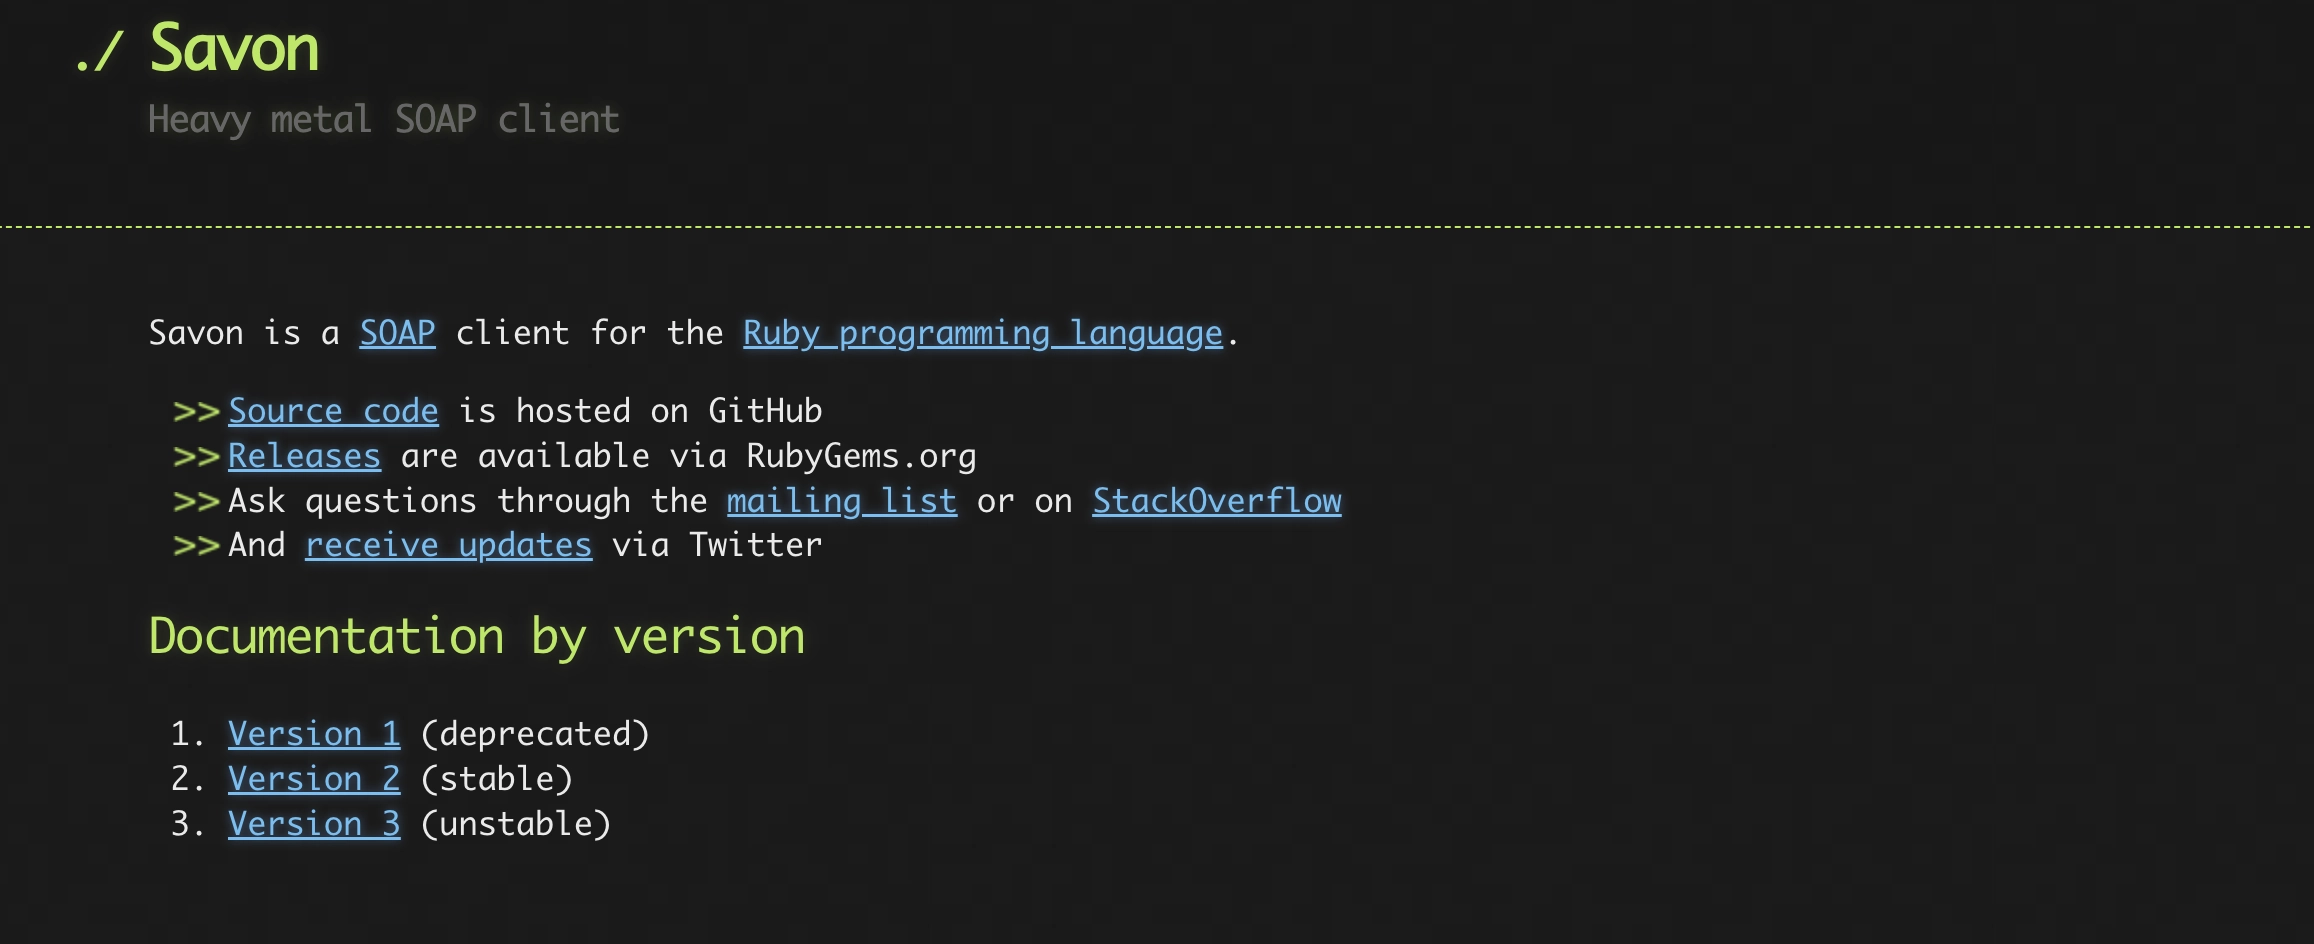 ./ Savon
Heavy metal SOAP client
Savon is a SOAP client for the Ruby programming language.
>> Source code is hosted on GitHub
>> Releases are available via RubyGems.org
>> Ask questions through the mailing list or on StackOverflow
>> And receive updates via Twitter
Documentation by version
1. Version 1 (deprecated)
2. Version 2 (stable)
3. Version 3 (unstable)